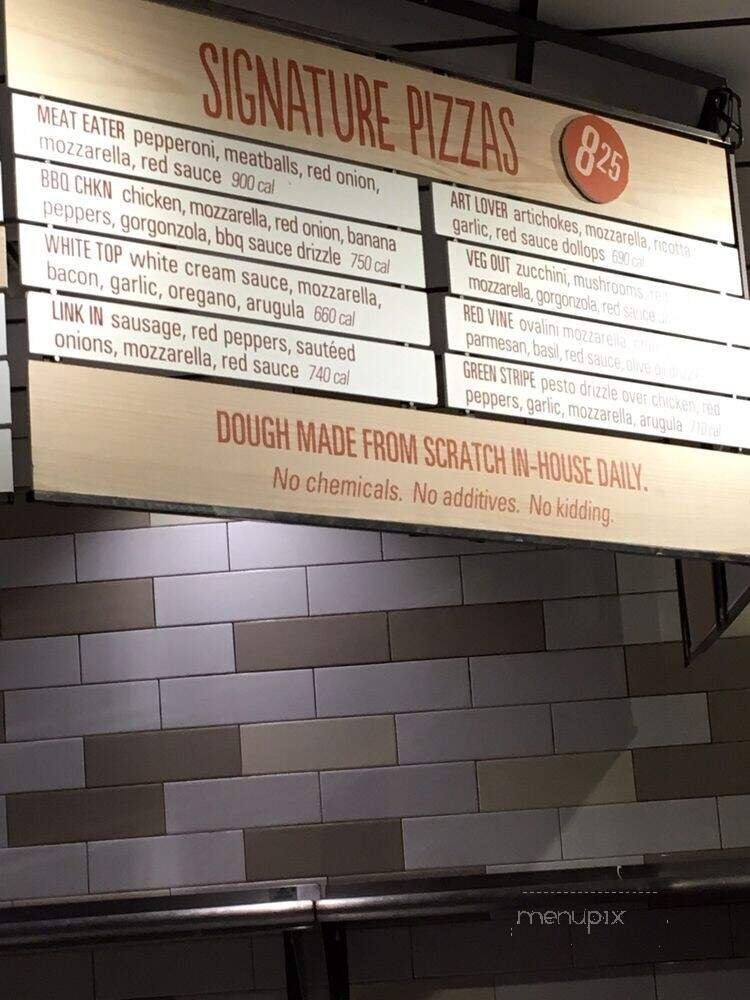 SIGNATURE PIZZAS
825
MEAT EATER pepperoni, meatballs, red onion,
mozzarella, red sauce 900 cal
BBQ CHKN chicken, mozzarella, red onion, banana
peppers, gorgonzola, bbq sauce drizzle 750 cal
WHITE TOP white cream sauce, mozzarella,
bacon, garlic, oregano, arugula 660 cal
LINK IN sausage, red peppers, sautéed
onions, mozzarella, red sauce 740 cal
ART LOVER artichokes, mozzarella, ricotta
garlic, red sauce dollops 690 cal
VEG OUT zucchini, mushrooms,
mozzarella, gorgonzola, red sauce
RED VINE ovalini mozzarella,
parmesan, basil, red sauce, olive oil drizzle
GREEN STRIPE pesto drizzle over chicken, red
peppers, garlic, mozzarella, arugula 710 cal
DOUGH MADE FROM SCRATCH IN-HOUSE DAILY.
No chemicals. No additives. No kidding.
menupix